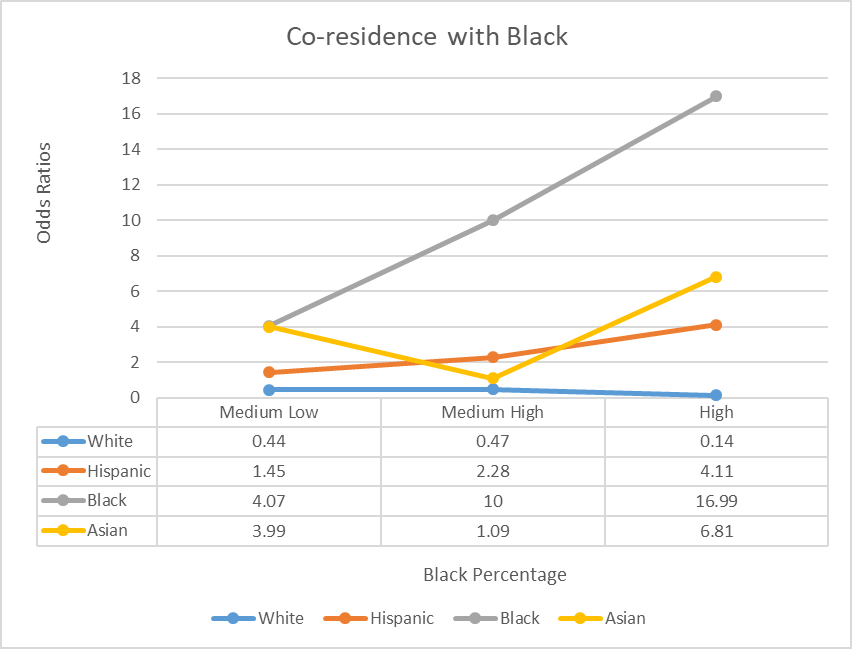 Co-residence with Black
18
16
14
12
10
8
6
4
2
0
Odds Ratios
Medium Low Medium High High
White 0.44 0.47 0.14
Hispanic 1.45 2.28 4.11
Black 4.07 10 16.99
Asian 3.99 1.09 6.81
Black Percentage
White Hispanic Black Asian